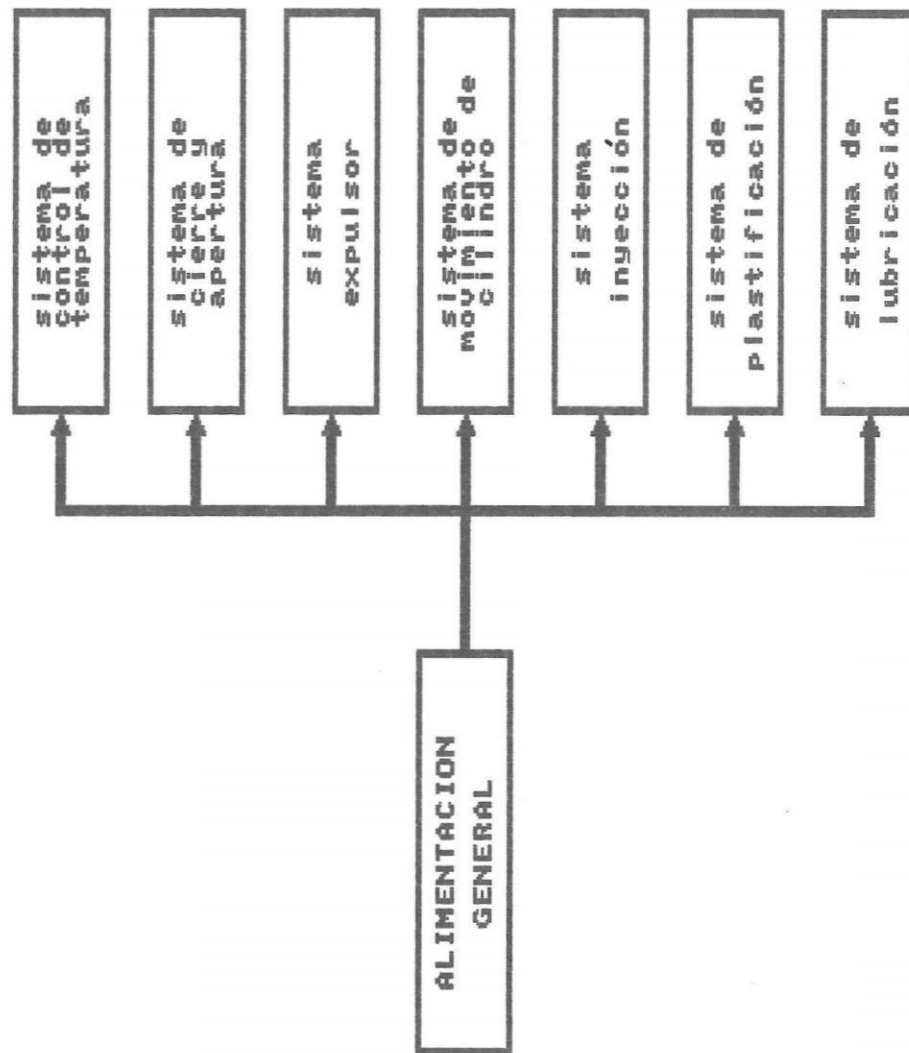 sistema de
control de
temperatura
sistema de
cierre y
apertura
sistema
expulsor
sistema de
movimiento de
cilindro
sistema
inyección
sistema de
plastificación
sistema de
lubricación
ALIMENTACION
GENERAL